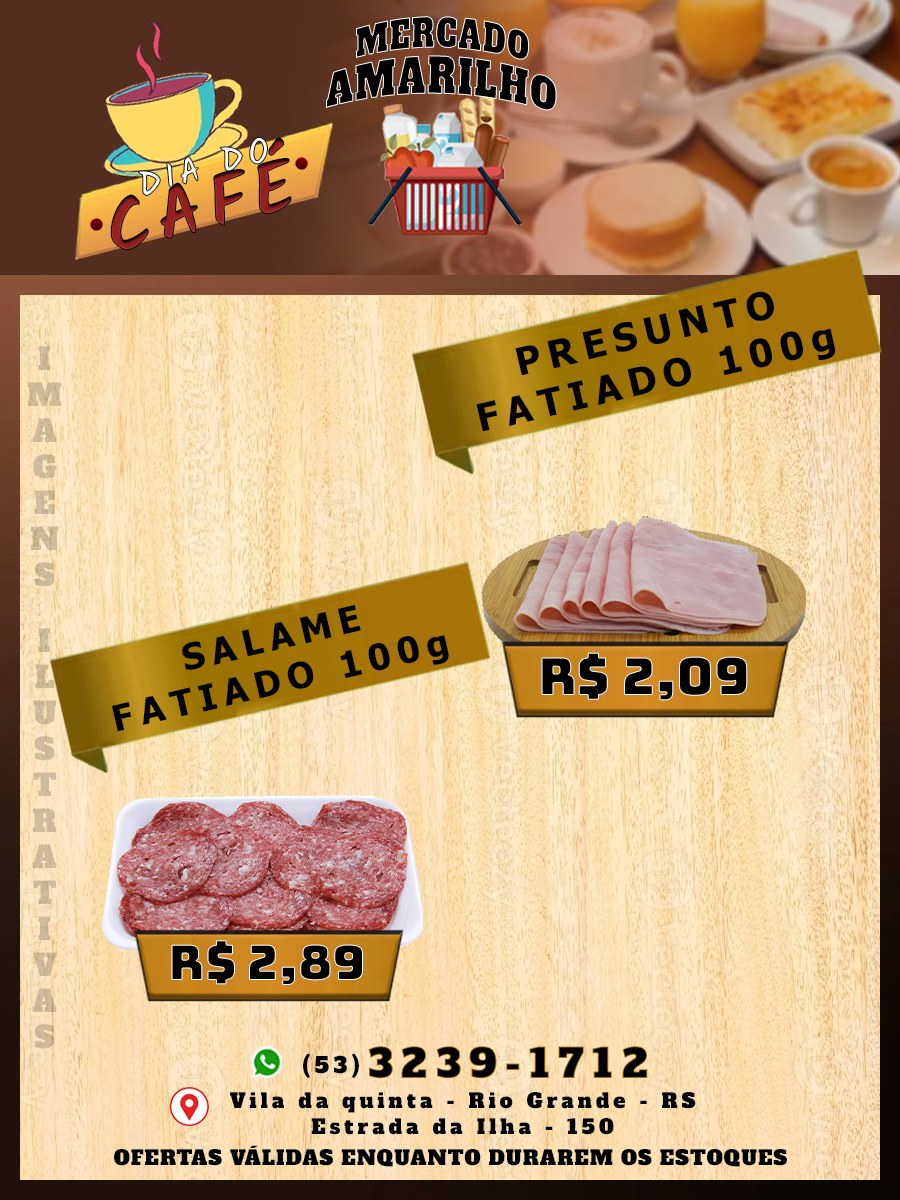 MERCADO
AMARILHO
DIA DO
CAFÉ
PRESUNTO
FATIADO 100g
R$ 2,09
SALAME
FATIADO 100g
R$ 2,89
IMAGENS ILUSTRATIVAS
(53) 3239-1712
Vila da quinta - Rio Grande - RS
Estrada da Ilha - 150
OFERTAS VÁLIDAS ENQUANTO DURAREM OS ESTOQUES